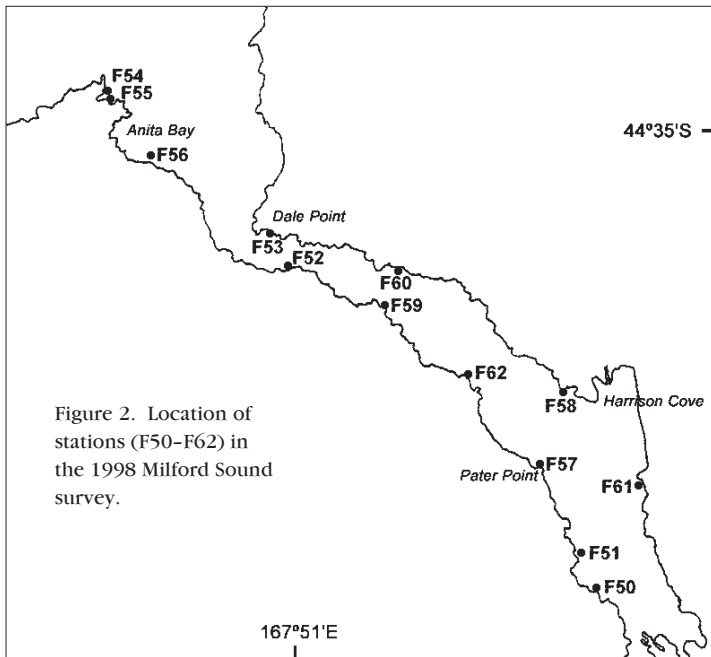 F54
F55
Anita Bay
44º35'S
F56
Dale Point
F53
F52
F60
F59
F62
F58
Harrison Cove
Figure 2. Location of
stations (F50–F62) in
the 1998 Milford Sound
survey.
F57
Pater Point
F61
F51
F50
167º51'E